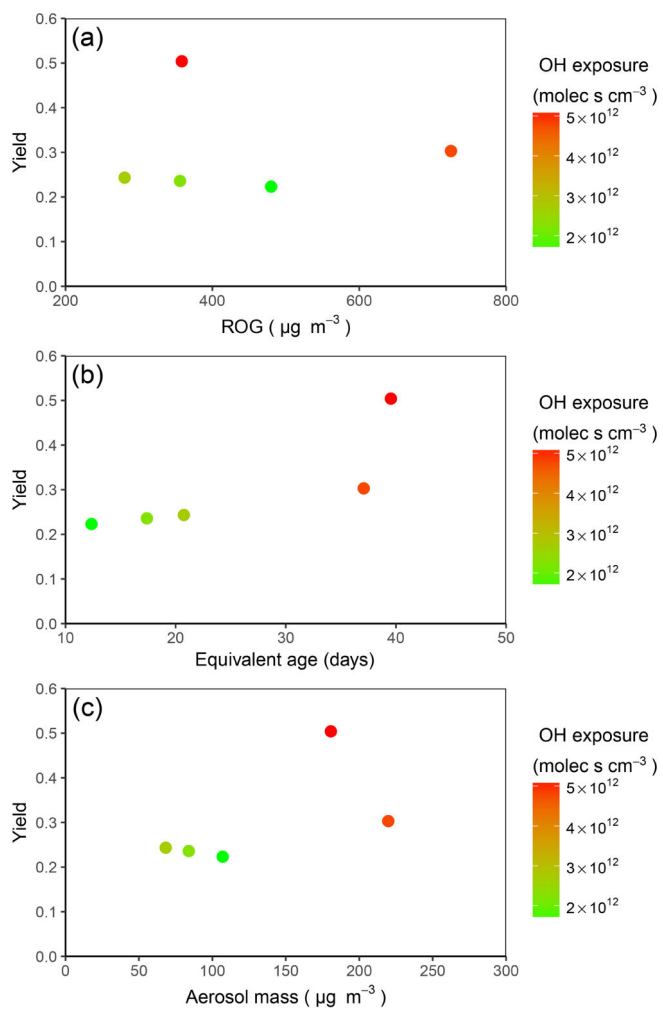 (a)
0.6
0.5
0.4
0.3
0.2
0.1
0.0
Yield
200 400 600 800
ROG ( µg m⁻³ )
OH exposure
(molec s cm⁻³)
5×10¹²
4×10¹²
3×10¹²
2×10¹²
(b)
0.6
0.5
0.4
0.3
0.2
0.1
0.0
Yield
10 20 30 40 50
Equivalent age (days)
OH exposure
(molec s cm⁻³)
5×10¹²
4×10¹²
3×10¹²
2×10¹²
(c)
0.6
0.5
0.4
0.3
0.2
0.1
0.0
Yield
0 50 100 150 200 250 300
Aerosol mass ( µg m⁻³ )
OH exposure
(molec s cm⁻³)
5×10¹²
4×10¹²
3×10¹²
2×10¹²